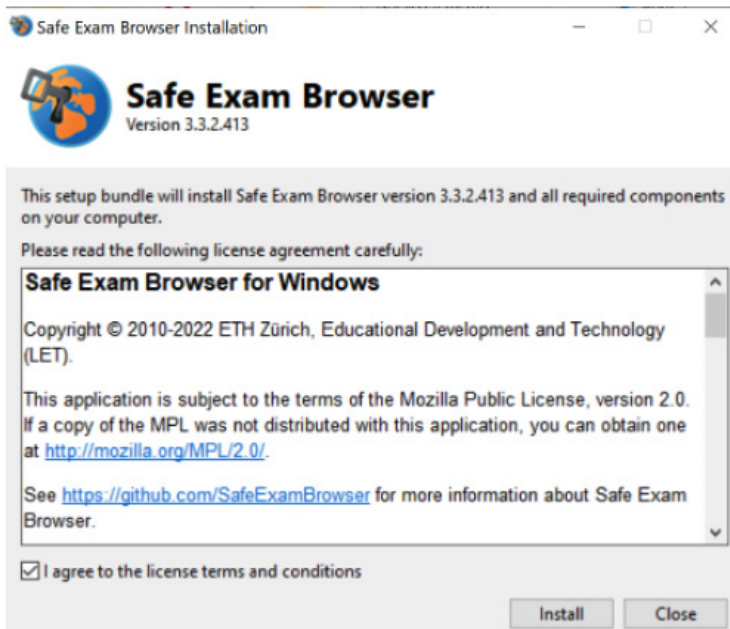 Safe Exam Browser Installation
Safe Exam Browser
Version 3.3.2.413
This setup bundle will install Safe Exam Browser version 3.3.2.413 and all required components
on your computer.
Please read the following license agreement carefully:
Safe Exam Browser for Windows
Copyright © 2010-2022 ETH Zürich, Educational Development and Technology
(LET).
This application is subject to the terms of the Mozilla Public License, version 2.0.
If a copy of the MPL was not distributed with this application, you can obtain one
at http://mozilla.org/MPL/2.0/.
See https://github.com/SafeExamBrowser for more information about Safe Exam
Browser.
I agree to the license terms and conditions
Install Close